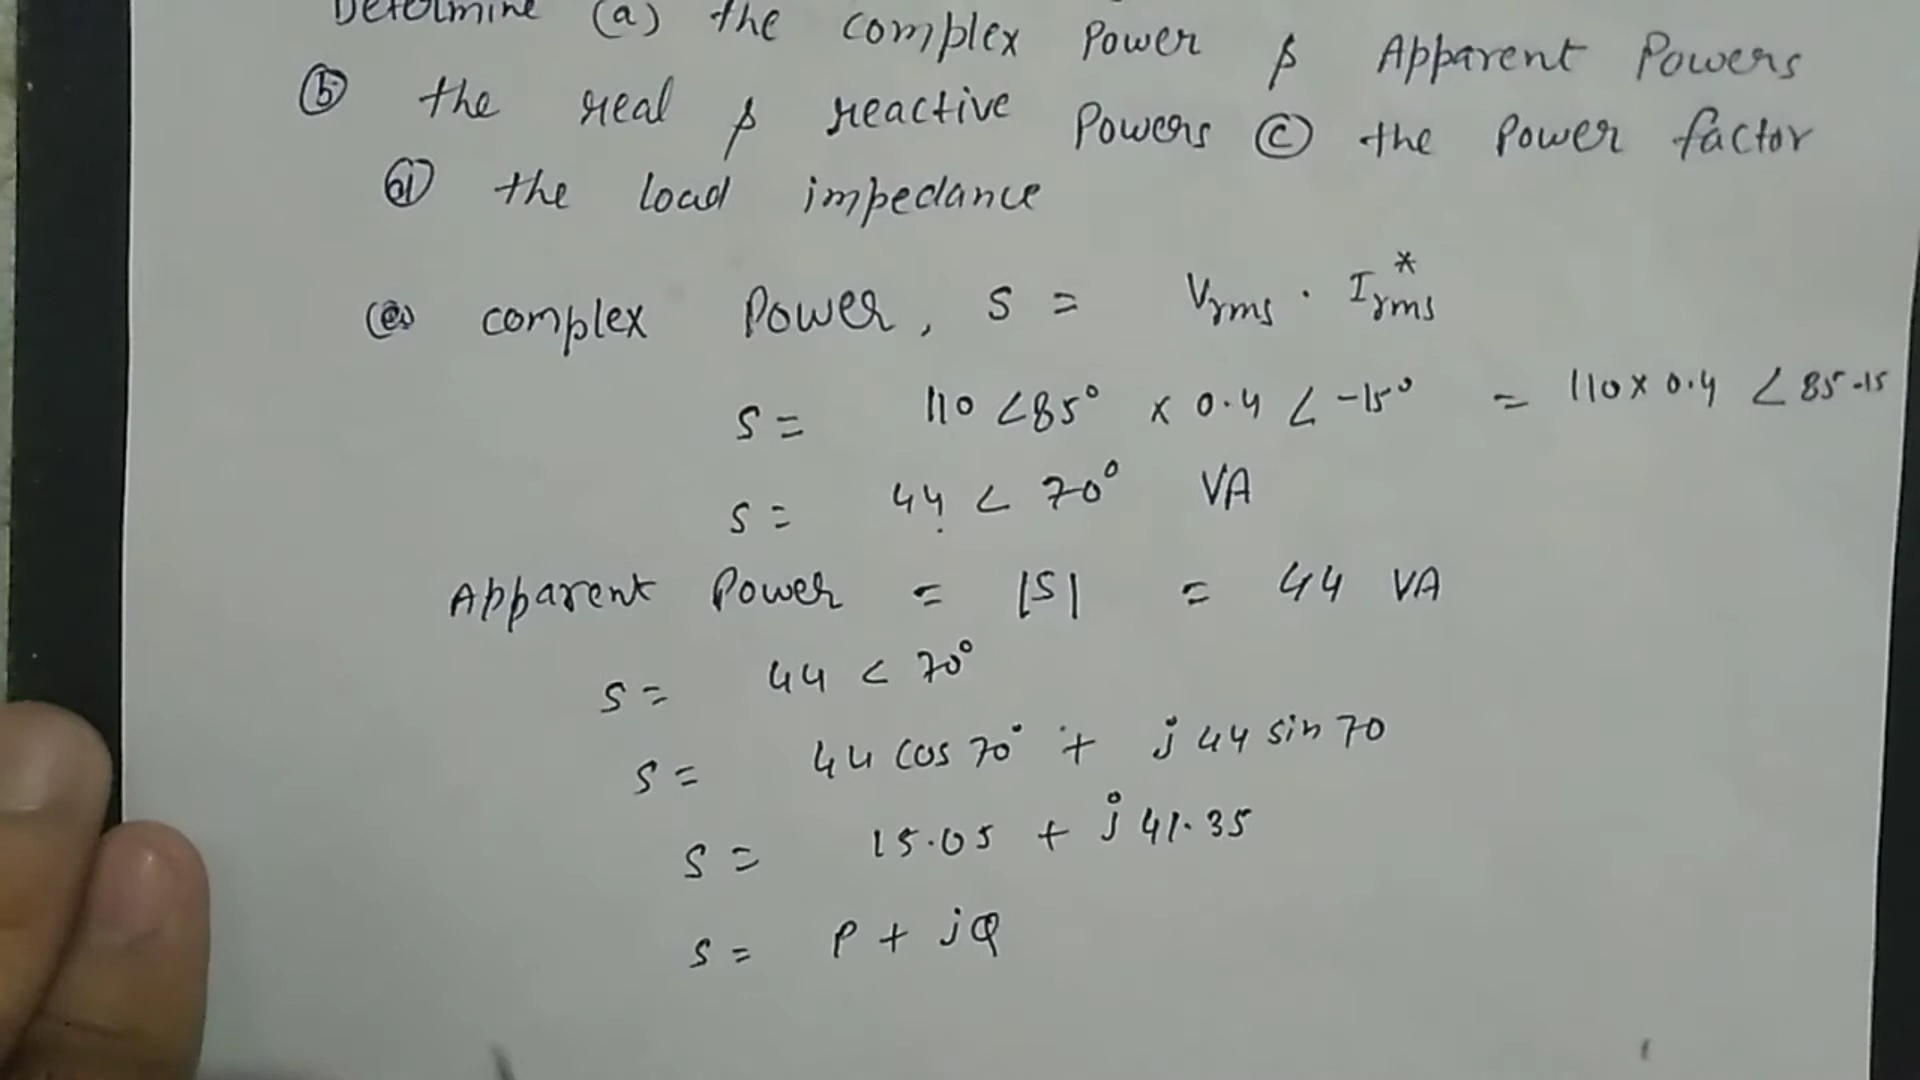 Determine (a) the complex Power & Apparent Powers
(b) the real & reactive Powers (c) the Power factor
(d) the load impedance
(a) complex Power, S = Vrms . I*rms
S = 110 ∠85° x 0.4 ∠-15° = 110 x 0.4 ∠85-15
S = 44 ∠ 70° VA
Apparent Power = |S| = 44 VA
S = 44 ∠ 70°
S = 44 cos 70° + j 44 sin 70
S = 15.05 + j 41.35
S = P + jQ